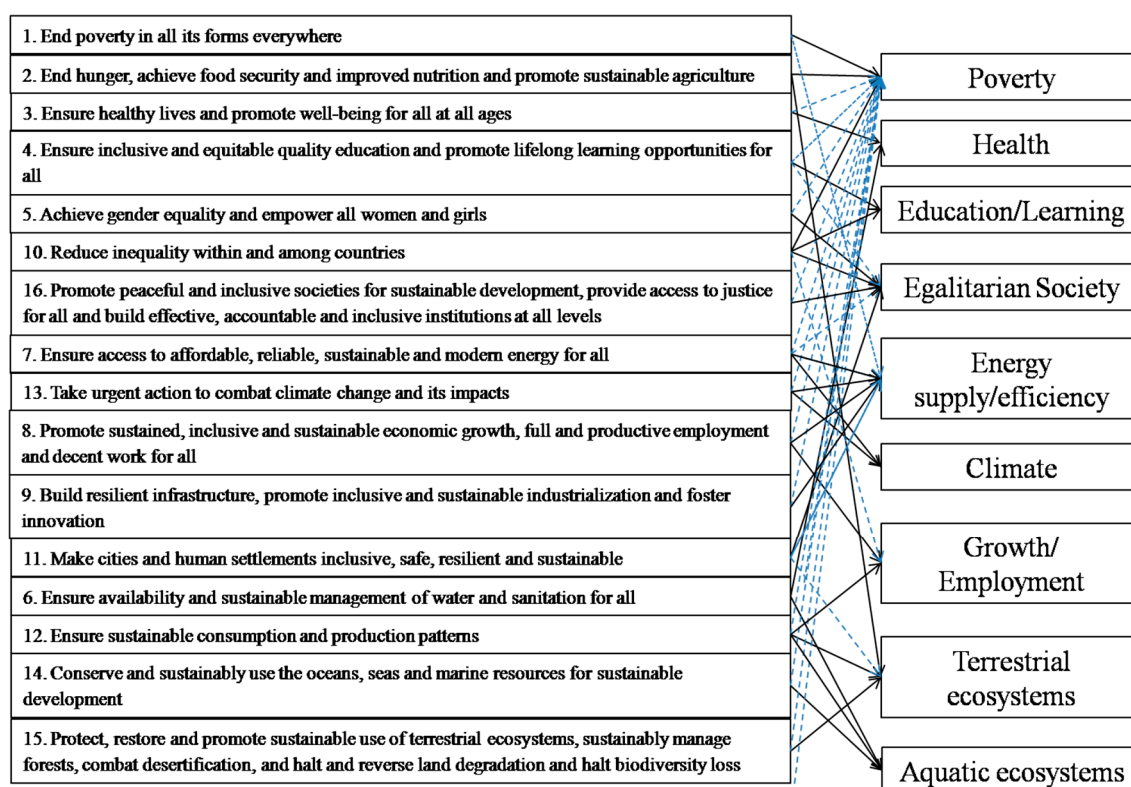 1. End poverty in all its forms everywhere
2. End hunger, achieve food security and improved nutrition and promote sustainable agriculture
3. Ensure healthy lives and promote well-being for all at all ages
4. Ensure inclusive and equitable quality education and promote lifelong learning opportunities for
all
5. Achieve gender equality and empower all women and girls
10. Reduce inequality within and among countries
16. Promote peaceful and inclusive societies for sustainable development, provide access to justice
for all and build effective, accountable and inclusive institutions at all levels
7. Ensure access to affordable, reliable, sustainable and modern energy for all
13. Take urgent action to combat climate change and its impacts
8. Promote sustained, inclusive and sustainable economic growth, full and productive employment
and decent work for all
9. Build resilient infrastructure, promote inclusive and sustainable industrialization and foster
innovation
11. Make cities and human settlements inclusive, safe, resilient and sustainable
6. Ensure availability and sustainable management of water and sanitation for all
12. Ensure sustainable consumption and production patterns
14. Conserve and sustainably use the oceans, seas and marine resources for sustainable
development
15. Protect, restore and promote sustainable use of terrestrial ecosystems, sustainably manage
forests, combat desertification, and halt and reverse land degradation and halt biodiversity loss
Poverty
Health
Education/Learning
Egalitarian Society
Energy
supply/efficiency
Climate
Growth/
Employment
Terrestrial
ecosystems
Aquatic ecosystems